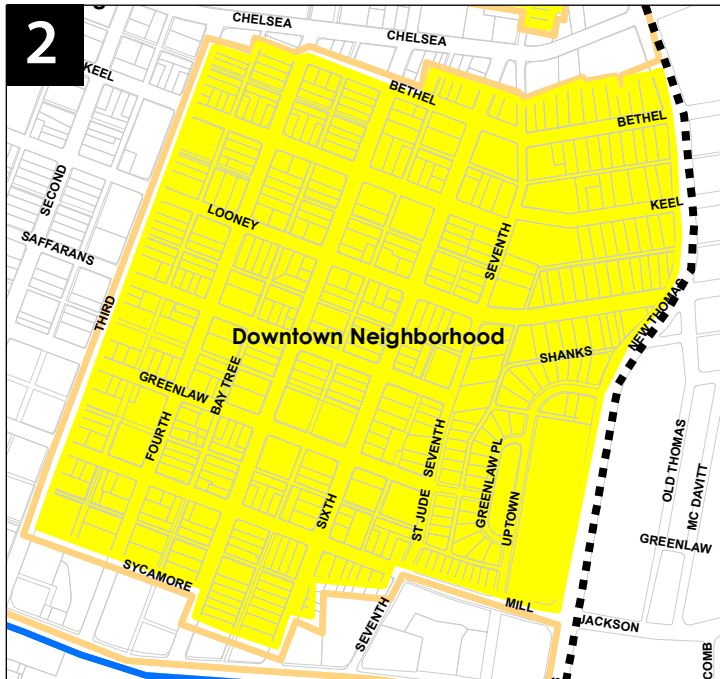 2
CHELSEA
CHELSEA
KEEL
BETHEL
BETHEL
SECOND
KEEL
LOONEY
SAFFARANS
SEVENTH
THIRD
NEW THOMAS
Downtown Neighborhood
SHANKS
GREENLAW
BAY TREE
FOURTH
SEVENTH
GREENLAW PL
OLD THOMAS
MC DAVITT
SIXTH
ST JUDE
UPTOWN
GREENLAW
SYCAMORE
MILL
SEVENTH
JACKSON
COMB